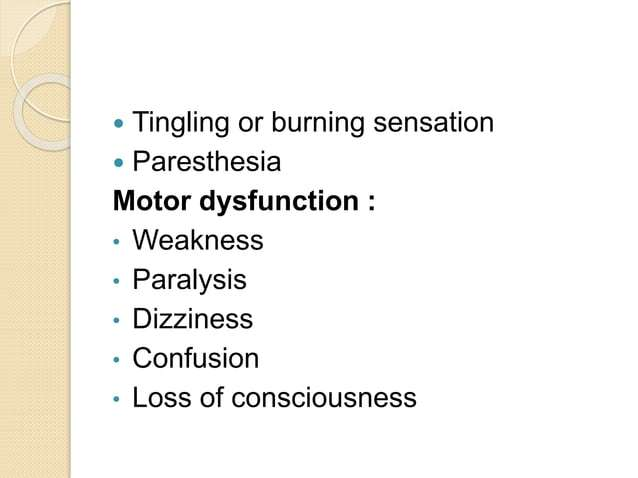 • Tingling or burning sensation
• Paresthesia
Motor dysfunction :
• Weakness
• Paralysis
• Dizziness
• Confusion
• Loss of consciousness